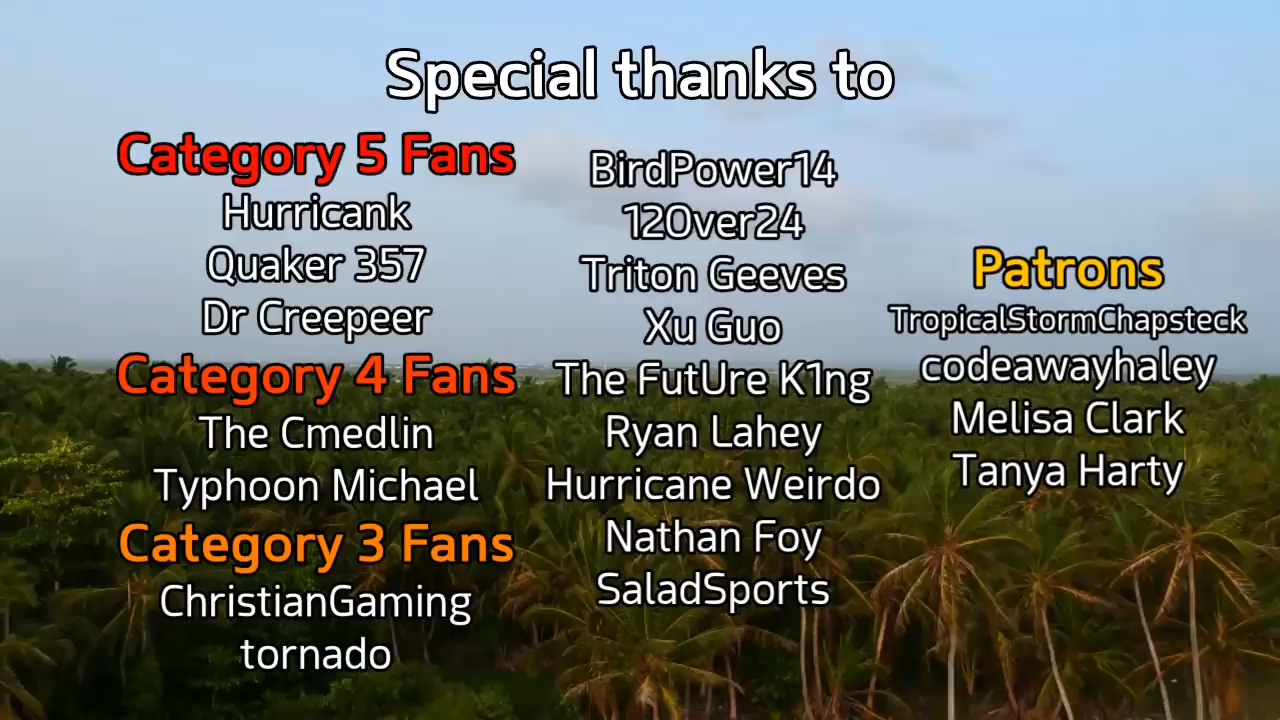 Special thanks to
Category 5 Fans
Hurricank
Quaker 357
Dr Creepeer
Category 4 Fans
The Cmedlin
Typhoon Michael
Category 3 Fans
ChristianGaming
tornado
BirdPower14
12Over24
Triton Geeves
Xu Guo
The FutUre K1ng
Ryan Lahey
Hurricane Weirdo
Nathan Foy
SaladSports
Patrons
TropicalStormChapsteck
codeawayhaley
Melisa Clark
Tanya Harty